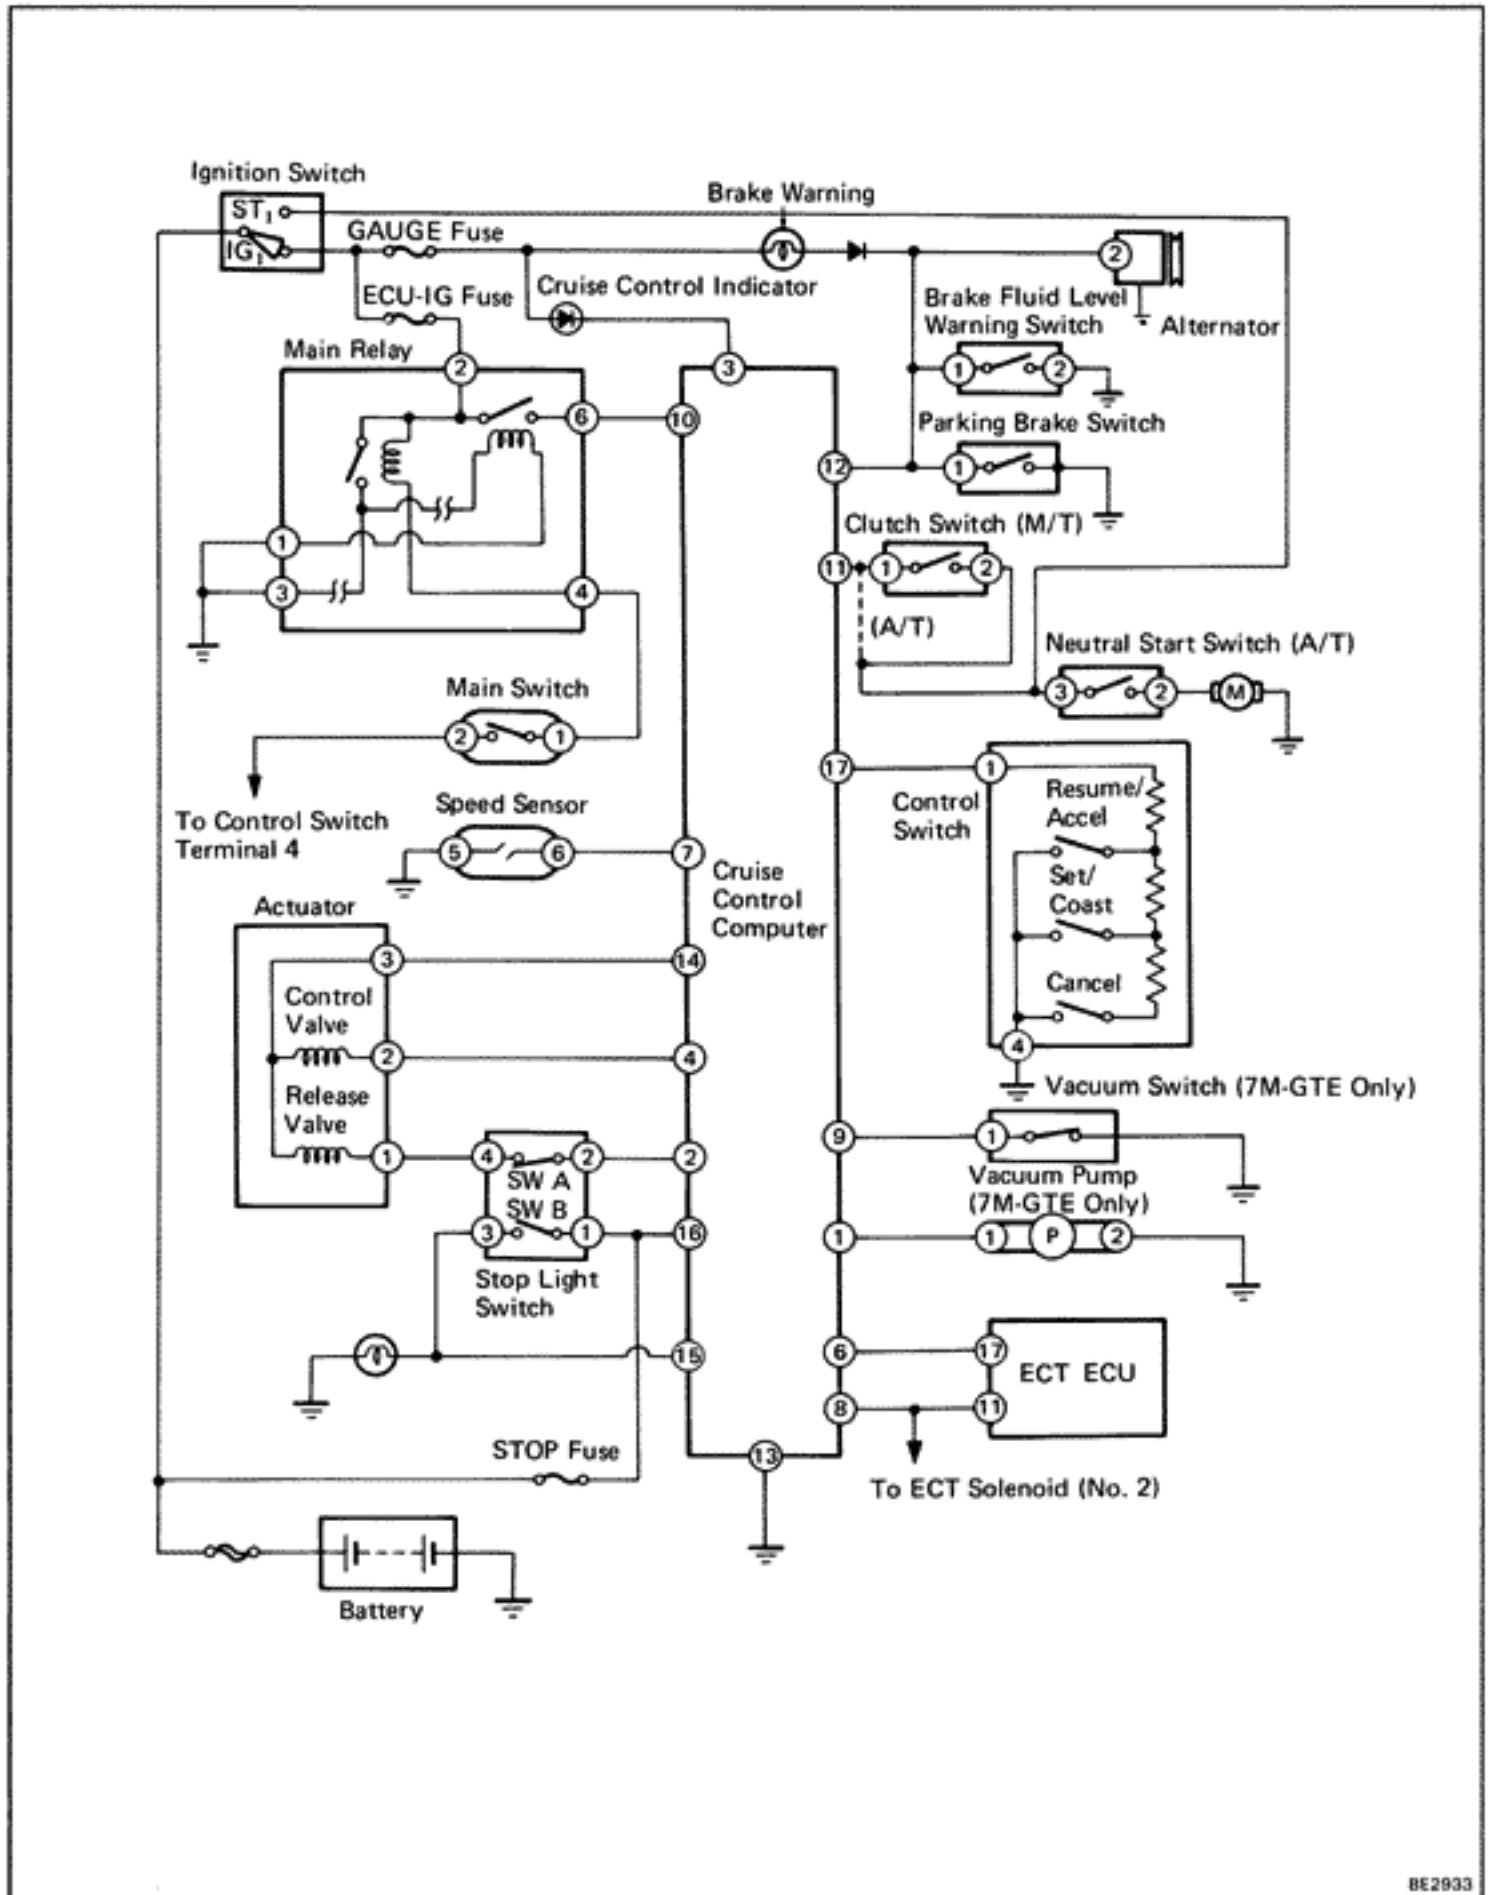 Ignition Switch
ST1
IG1
GAUGE Fuse
Brake Warning
2
ECU-IG Fuse
Cruise Control Indicator
Brake Fluid Level
Warning Switch
Alternator
Main Relay
2
3
1
2
6
10
Parking Brake Switch
12
1
Clutch Switch (M/T)
1
11
1
2
3
4
(A/T)
Neutral Start Switch (A/T)
3
2
M
Main Switch
2
1
17
1
Control
Switch
Resume/
Accel
Set/
Coast
Cancel
4
To Control Switch
Terminal 4
Speed Sensor
5
6
7
Cruise
Control
Computer
Actuator
3
14
Control
Valve
2
4
Release
Valve
1
4
2
2
SW A
SW B
3
1
16
Stop Light
Switch
15
Vacuum Switch (7M-GTE Only)
9
1
Vacuum Pump
(7M-GTE Only)
1
1
P
2
6
17
ECT ECU
8
11
To ECT Solenoid (No. 2)
13
STOP Fuse
Battery
BE2933